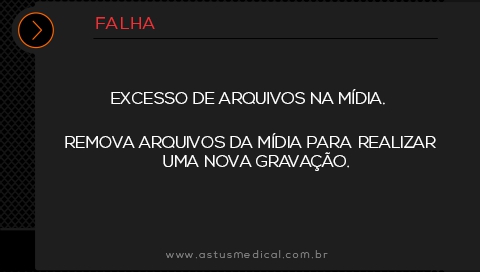 FALHA
EXCESSO DE ARQUIVOS NA MÍDIA.
REMOVA ARQUIVOS DA MÍDIA PARA REALIZAR
UMA NOVA GRAVAÇÃO.
www.astusmedical.com.br